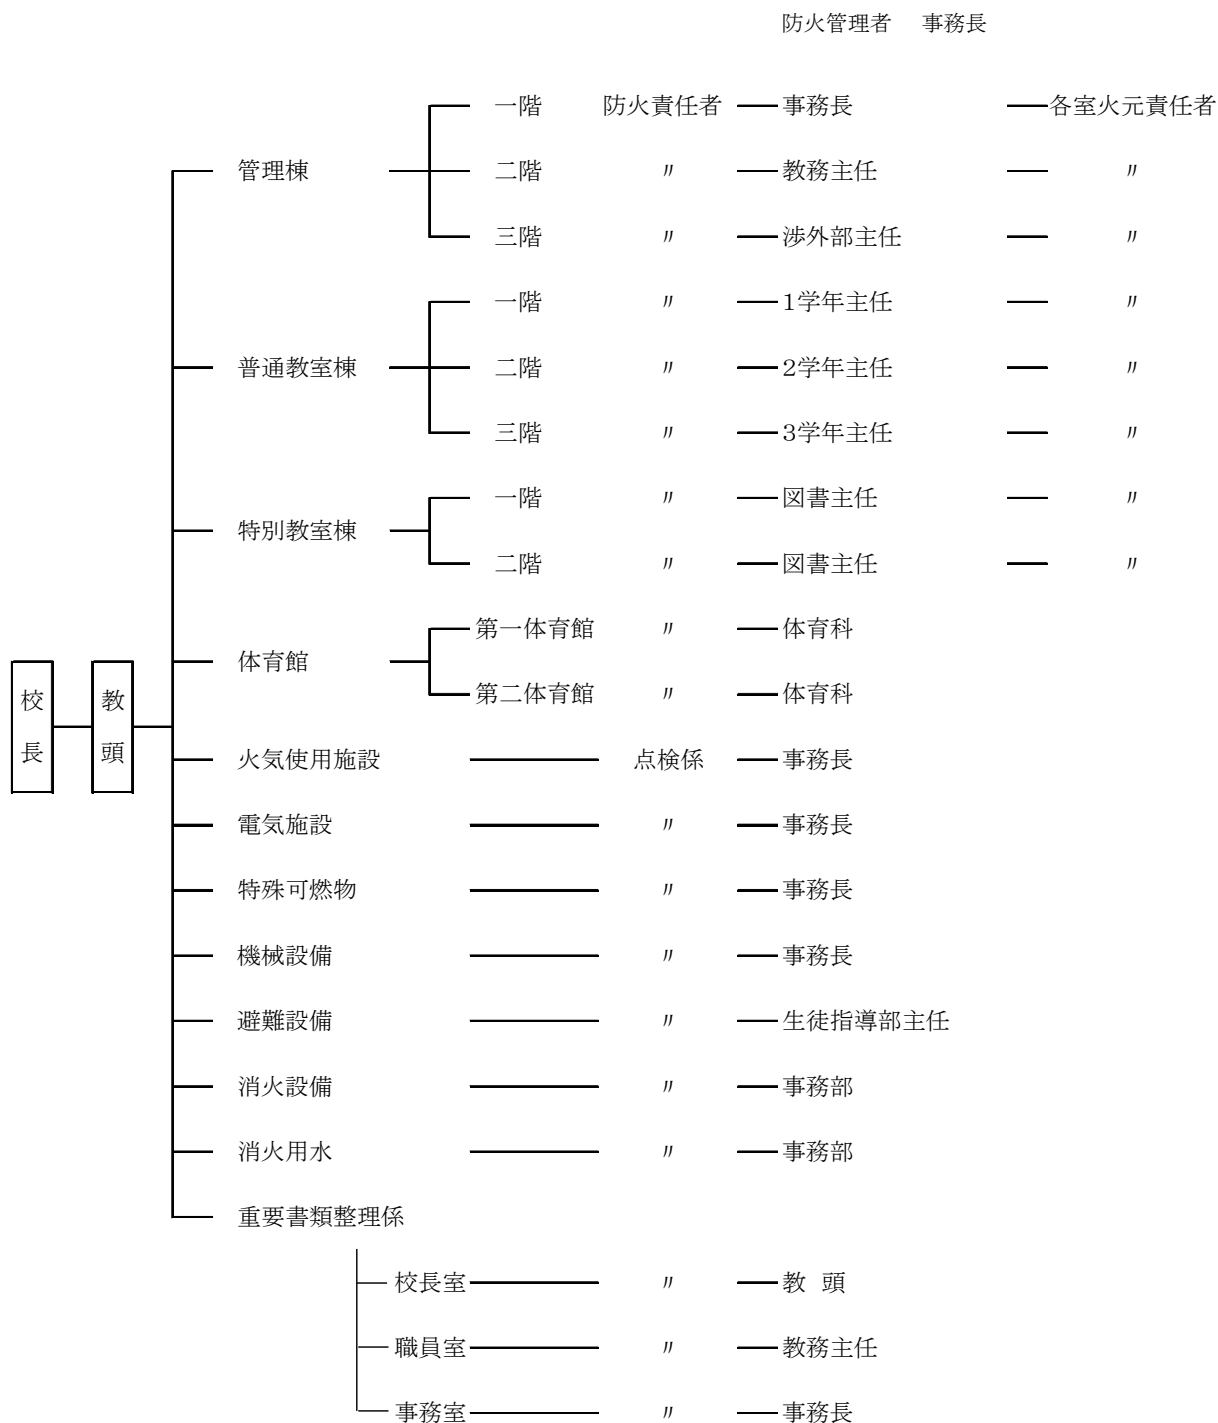 防火管理者 事務長
一階 防火責任者 事務長 各室火元責任者
管理棟 二階 〃 教務主任 〃
三階 〃 渉外部主任 〃
一階 〃 1学年主任 〃
普通教室棟 二階 〃 2学年主任 〃
三階 〃 3学年主任 〃
一階 〃 図書主任 〃
特別教室棟
二階 〃 図書主任 〃
第一体育館 〃 体育科
体育館
第二体育館 〃 体育科
校長 教頭
火気使用施設 点検係 事務長
電気施設 〃 事務長
特殊可燃物 〃 事務長
機械設備 〃 事務長
避難設備 〃 生徒指導部主任
消火設備 〃 事務部
消火用水 〃 事務部
重要書類整理係
校長室 〃 教 頭
職員室 〃 教務主任
事務室 〃 事務長